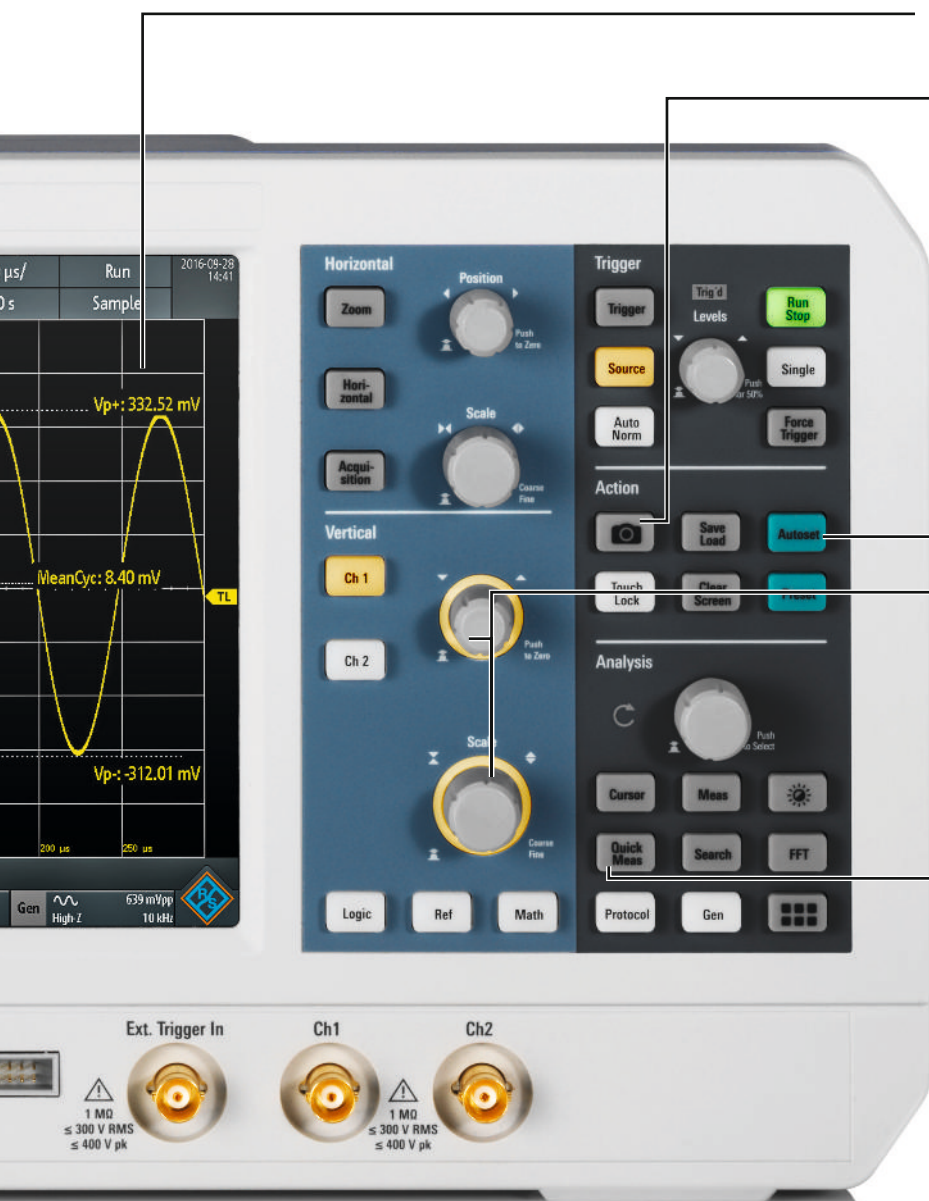 µs/
Run
2016-09-28
14:41
0 s
Sample
Vp+: 332.52 mV
MeanCyc: 8.40 mV
TL
Vp-: -312.01 mV
200 µs
250 µs
Gen
High-Z
639 mVpp
10 kHz
R/S
Horizontal
Position
Zoom
Push
to Zero
Hori-
zontal
Scale
Acqui-
sition
Coarse
Fine
Vertical
Ch 1
Push
to Zero
Ch 2
Scale
Coarse
Fine
Logic
Ref
Math
Trigger
Trigger
Trig'd
Levels
Run
Stop
Source
Push
for 50%
Single
Auto
Norm
Force
Trigger
Action
Save
Load
Autoset
Touch
Lock
Clear
Screen
Preset
Analysis
Push
to Select
Cursor
Meas
Quick
Meas
Search
FFT
Protocol
Gen
Ext. Trigger In
Ch1
Ch2
1 MΩ
≤ 300 V RMS
≤ 400 V pk
1 MΩ
≤ 300 V RMS
≤ 400 V pk